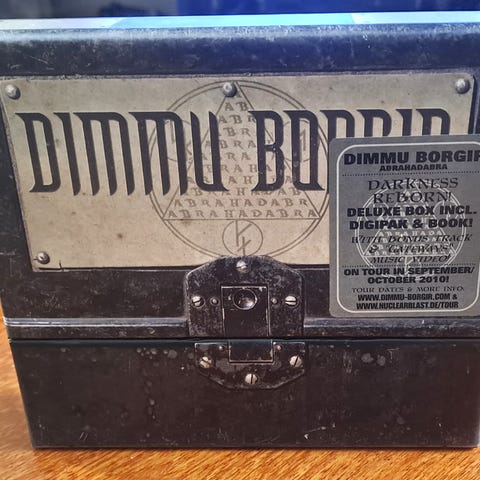 DIMMU BORGIR
ABRAHADABRA
DIMMU BORGIR
ABRAHADABRA
DARKNESS
REBORN!
DELUXE BOX INCL.
DIGIPAK & BOOK!
WITH BONUS TRACK
& "GATEWAYS"
MUSIC VIDEO!
ON TOUR IN SEPTEMBER/
OCTOBER 2010!
TOUR DATES & MORE INFO:
WWW.DIMMU-BORGIR.COM &
WWW.NUCLEARBLAST.DE/TOUR